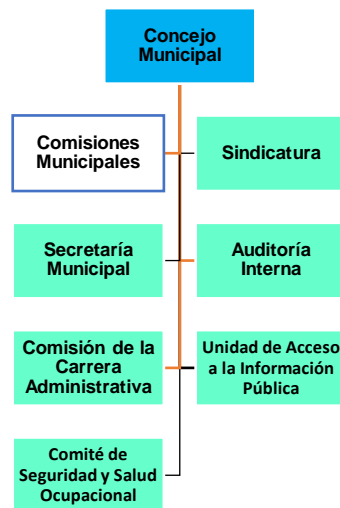 Concejo
Municipal
Comisiones
Municipales
Sindicatura
Secretaría
Municipal
Auditoría
Interna
Comisión de la
Carrera
Administrativa
Unidad de Acceso
a la Información
Pública
Comité de
Seguridad y Salud
Ocupacional